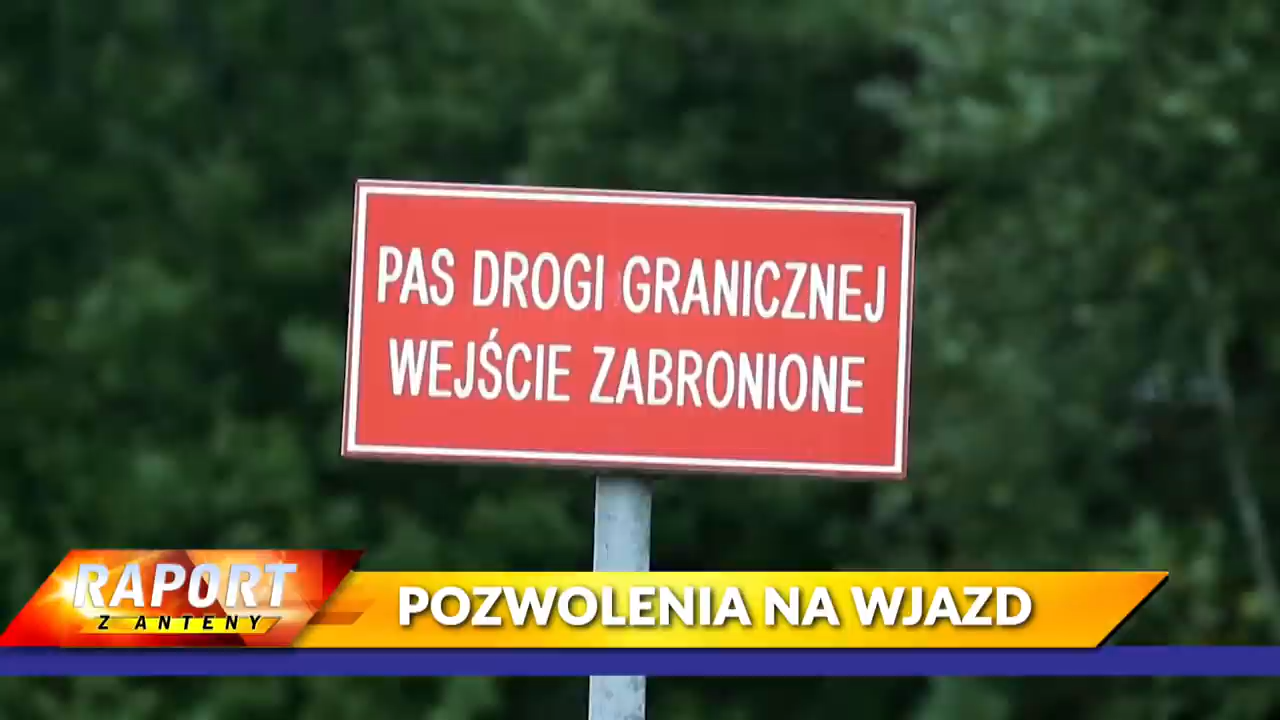 PAS DROGI GRANICZNEJ
WEJŚCIE ZABRONIONE
RAPORT
Z ANTENY
POZWOLENIA NA WJAZD